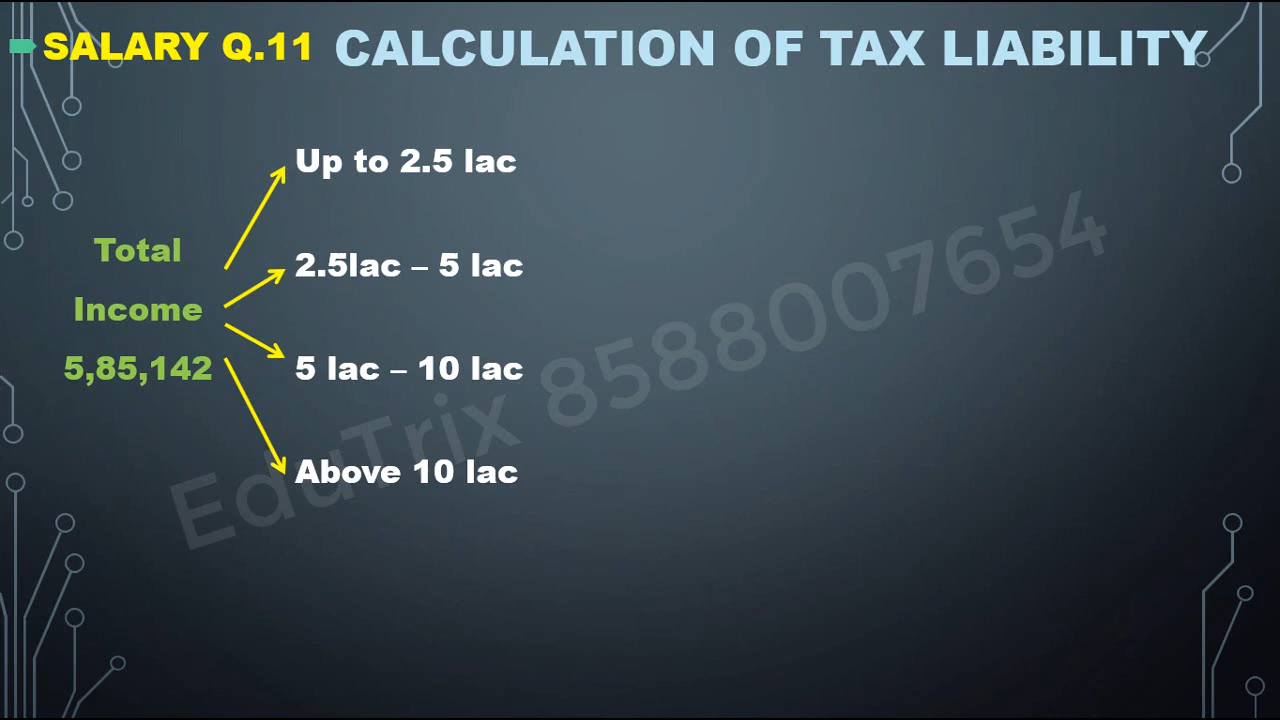 SALARY Q.11 CALCULATION OF TAX LIABILITY
Up to 2.5 lac
Total
2.5lac – 5 lac
Income
5,85,142
5 lac – 10 lac
Above 10 lac
EduTrix 8588007654